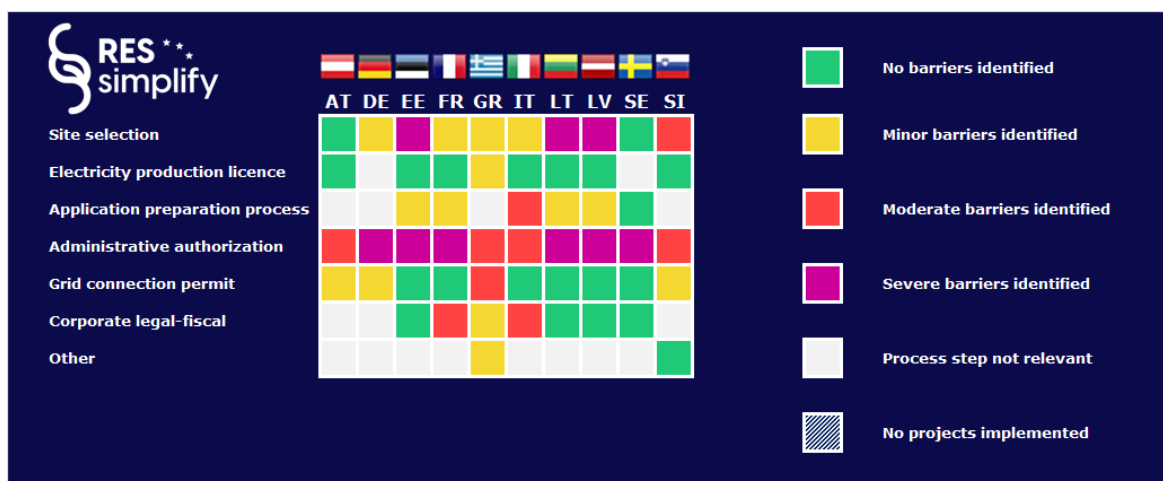 RES
simplify
AT DE EE FR GR IT LT LV SE SI
Site selection
Electricity production licence
Application preparation process
Administrative authorization
Grid connection permit
Corporate legal-fiscal
Other
No barriers identified
Minor barriers identified
Moderate barriers identified
Severe barriers identified
Process step not relevant
No projects implemented